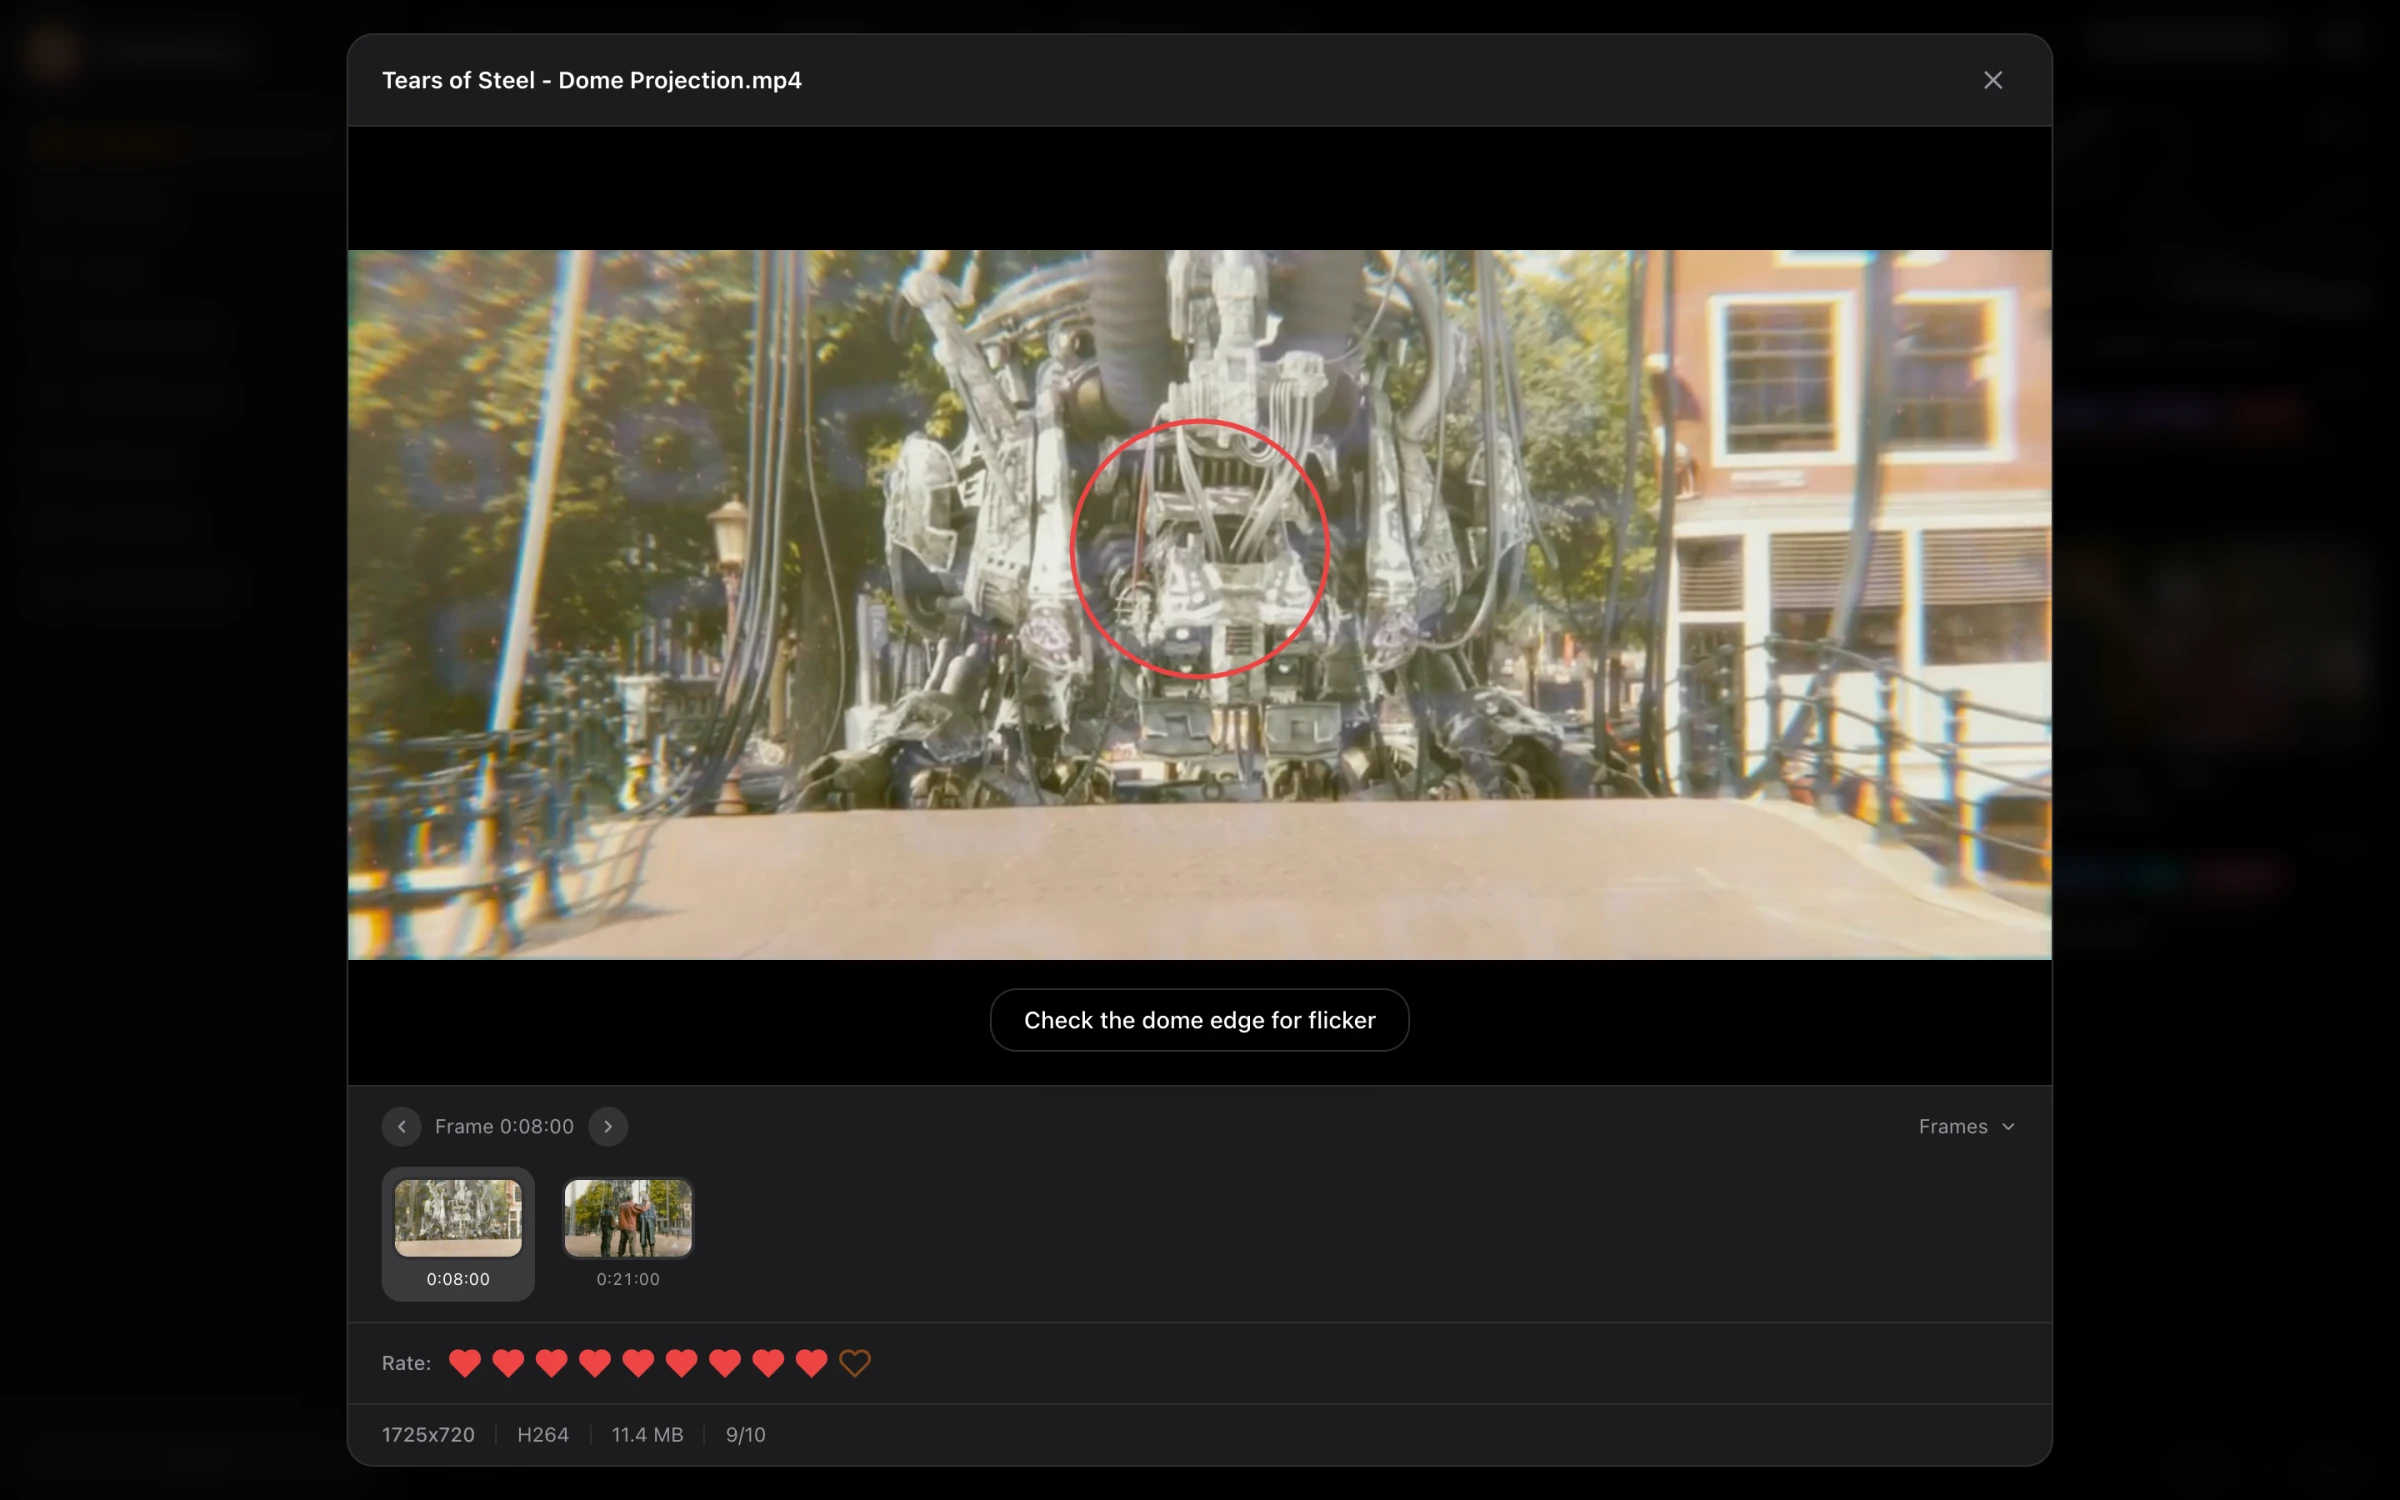 Tears of Steel - Dome Projection.mp4
Check the dome edge for flicker
Frame 0:08:00
Frames
0:08:00
0:21:00
Rate:
1725x720
H264
11.4 MB
9/10